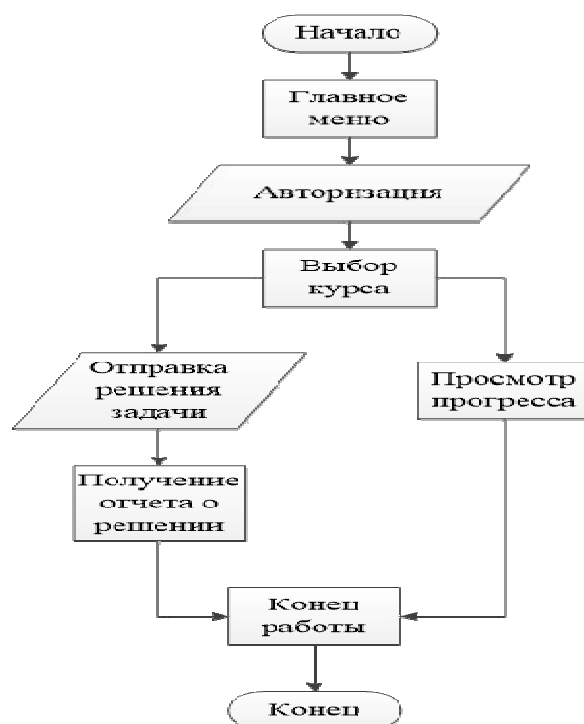 Начало
Главное
меню
Авторизация
Выбор
курса
Отправка
решения
задачи
Просмотр
прогресса
Получение
отчета о
решении
Конец
работы
Конец